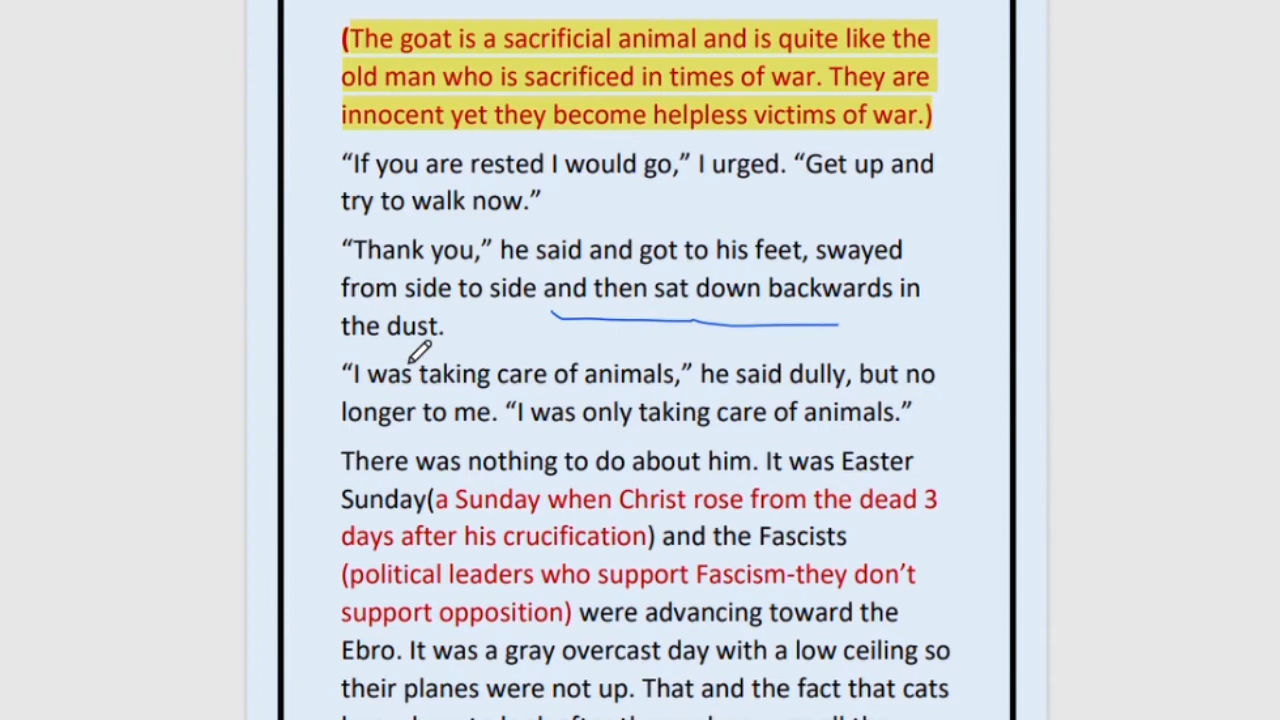 (The goat is a sacrificial animal and is quite like the
old man who is sacrificed in times of war. They are
innocent yet they become helpless victims of war.)
“If you are rested I would go,” I urged. “Get up and
try to walk now.”
“Thank you,” he said and got to his feet, swayed
from side to side and then sat down backwards in
the dust.
“I was taking care of animals,” he said dully, but no
longer to me. “I was only taking care of animals.”
There was nothing to do about him. It was Easter
Sunday(a Sunday when Christ rose from the dead 3
days after his crucification) and the Fascists
(political leaders who support Fascism-they don’t
support opposition) were advancing toward the
Ebro. It was a gray overcast day with a low ceiling so
their planes were not up. That and the fact that cats